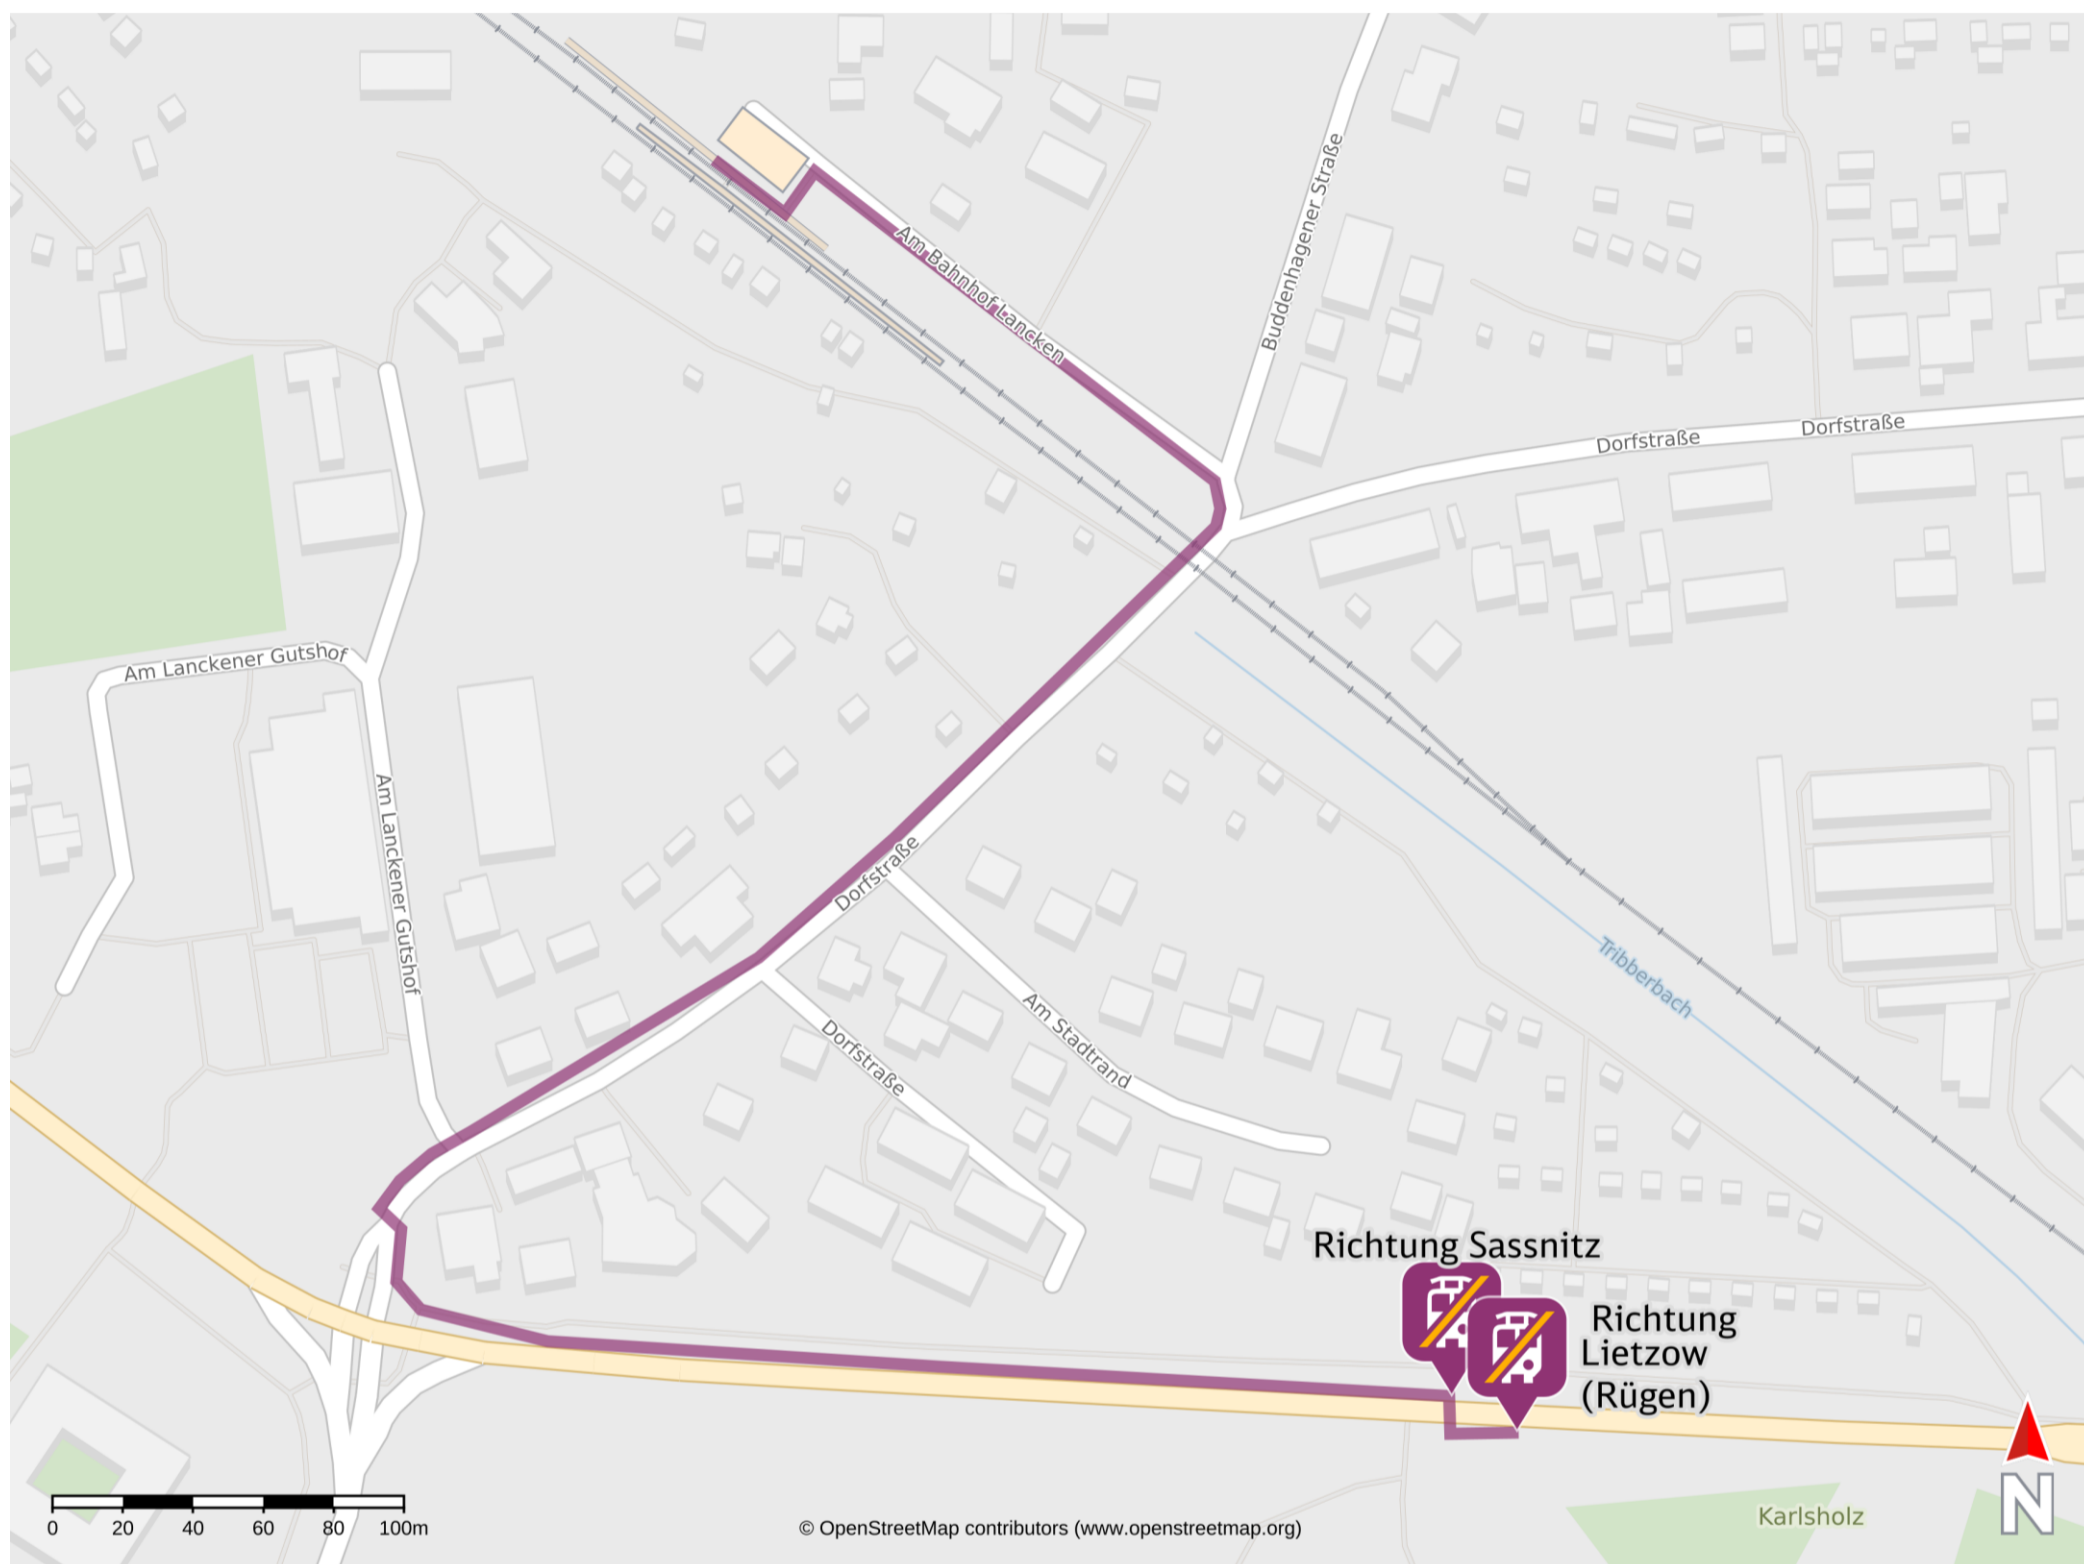 Buddenhagener Straße
Am Bahnhof Lancken
Dorfstraße
Dorfstraße
Am Lanckener Gutshof
Am Lanckener Gutshof
Dorfstraße
Dorfstraße
Am Stadtrand
Tribberbach
Richtung Sassnitz
Richtung
Lietzow
(Rügen)
N
Karlsholz
0 20 40 60 80 100m
© OpenStreetMap contributors (www.openstreetmap.org)